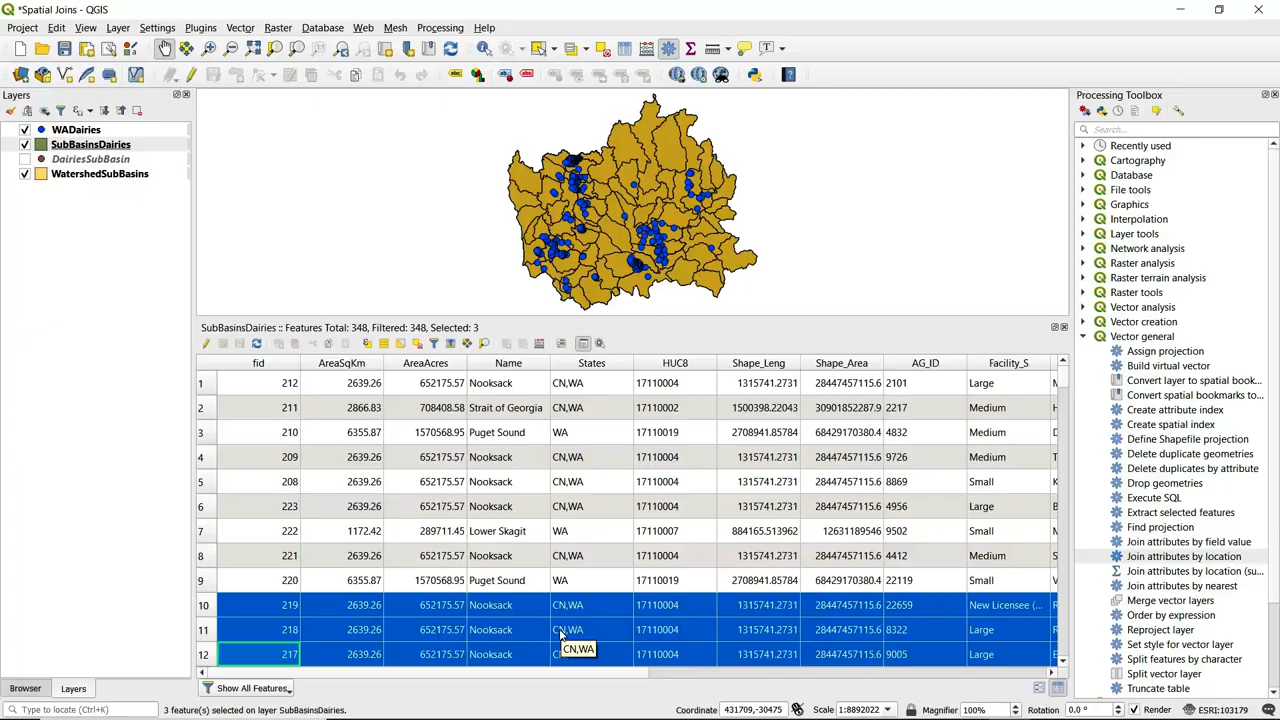 *Spatial Joins - QGIS
Project Edit View Layer Settings Plugins Vector Raster Database Web Mesh Processing Help
Layers
WADairies
SubBasinsDairies
DairiesSubBasin
WatershedSubBasins
SubBasinsDairies :: Features Total: 348, Filtered: 348, Selected: 3
fid AreaSqKm AreaAcres Name States HUC8 Shape_Leng Shape_Area AG_ID Facility_S
1 212 2639.26 652175.57 Nooksack CN,WA 17110004 1315741.2731 28447457115.6 2101 Large
2 211 2866.83 708408.58 Strait of Georgia CN,WA 17110002 1500398.22043 30901852287.9 2217 Medium
3 210 6355.87 1570568.95 Puget Sound WA 17110019 2708941.85784 68429170380.4 4832 Medium
4 209 2639.26 652175.57 Nooksack CN,WA 17110004 1315741.2731 28447457115.6 9726 Medium
5 208 2639.26 652175.57 Nooksack CN,WA 17110004 1315741.2731 28447457115.6 8869 Small
6 223 2639.26 652175.57 Nooksack CN,WA 17110004 1315741.2731 28447457115.6 4956 Large
7 222 1172.42 289711.45 Lower Skagit WA 17110007 884165.513962 12631189546 9502 Small
8 221 2639.26 652175.57 Nooksack CN,WA 17110004 1315741.2731 28447457115.6 4412 Medium
9 220 6355.87 1570568.95 Puget Sound WA 17110019 2708941.85784 68429170380.4 22119 Small
10 219 2639.26 652175.57 Nooksack CN,WA 17110004 1315741.2731 28447457115.6 22659 New Licensee (...
11 218 2639.26 652175.57 Nooksack CN,WA 17110004 1315741.2731 28447457115.6 8322 Large
12 217 2639.26 652175.57 Nooksack 17110004 1315741.2731 28447457115.6 9005 Large
CN,WA
Show All Features
Browser Layers
Processing Toolbox
Search...
Recently used
Cartography
Database
File tools
Graphics
Interpolation
Layer tools
Network analysis
Raster analysis
Raster terrain analysis
Raster tools
Vector analysis
Vector creation
Vector general
Assign projection
Build virtual vector
Convert layer to spatial book...
Convert spatial bookmarks to...
Create attribute index
Create spatial index
Define Shapefile projection
Delete duplicate geometries
Delete duplicates by attribute
Drop geometries
Execute SQL
Extract selected features
Find projection
Join attributes by field value
Join attributes by location
Join attributes by location (su...
Join attributes by nearest
Merge vector layers
Order by expression
Reproject layer
Set style for vector layer
Split features by character
Split vector layer
Truncate table
Type to locate (Ctrl+K) 3 feature(s) selected on layer SubBasinsDairies. Coordinate 431709,-30475 Scale 1:8892022 Magnifier 100% Rotation 0.0 ° Render ESRI:103179